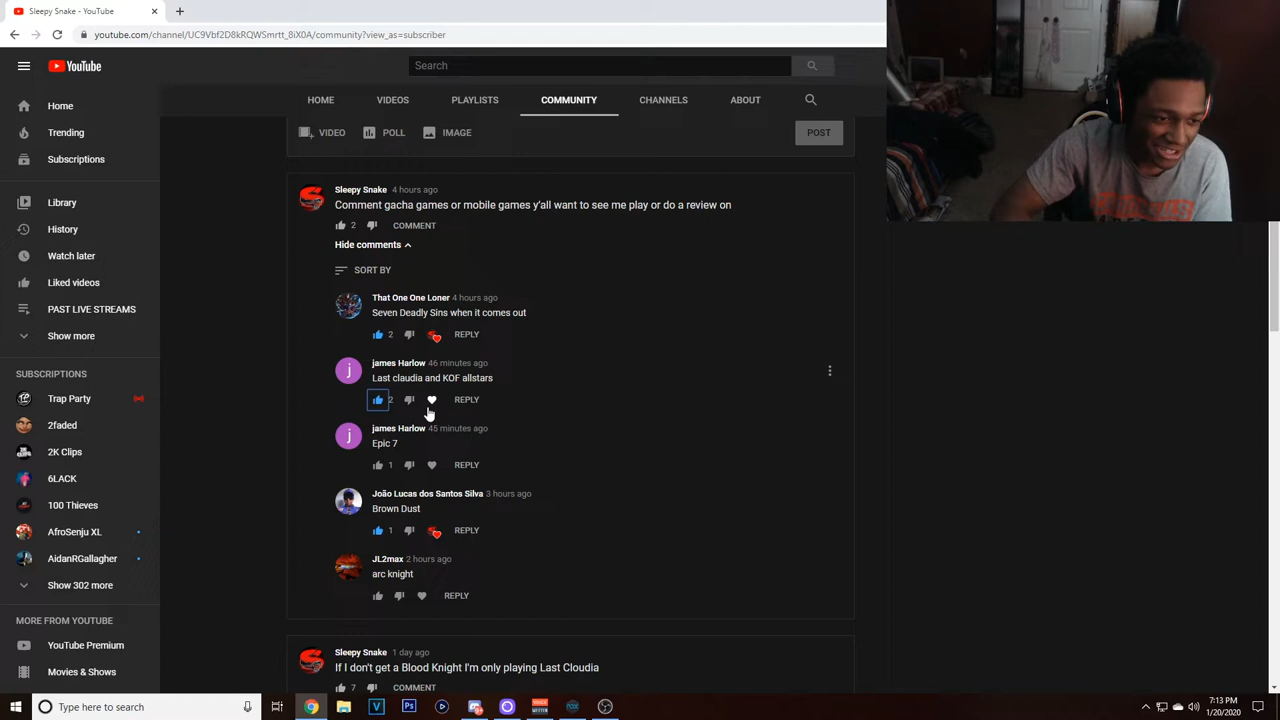 Sleepy Snake - YouTube
youtube.com/channel/UC9Vbf2D8kRQWSmrtt_8iX0A/community?view_as=subscriber
YouTube
Search
HOME VIDEOS PLAYLISTS COMMUNITY CHANNELS ABOUT
Home
Trending
Subscriptions
Library
History
Watch later
Liked videos
PAST LIVE STREAMS
Show more
SUBSCRIPTIONS
Trap Party
2faded
2K Clips
6LACK
100 Thieves
AfroSenju XL
AidanRGallagher
Show 302 more
MORE FROM YOUTUBE
YouTube Premium
Movies & Shows
VIDEO POLL IMAGE POST
Sleepy Snake 4 hours ago
Comment gacha games or mobile games y'all want to see me play or do a review on
2 COMMENT
Hide comments
SORT BY
That One One Loner 4 hours ago
Seven Deadly Sins when it comes out
2 REPLY
james Harlow 46 minutes ago
Last claudia and KOF allstars
2 REPLY
james Harlow 45 minutes ago
Epic 7
1 REPLY
João Lucas dos Santos Silva 3 hours ago
Brown Dust
1 REPLY
JL2max 2 hours ago
arc knight
REPLY
Sleepy Snake 1 day ago
If I don't get a Blood Knight I'm only playing Last Cloudia
7 COMMENT
Type here to search
7:13 PM
1/20/2020